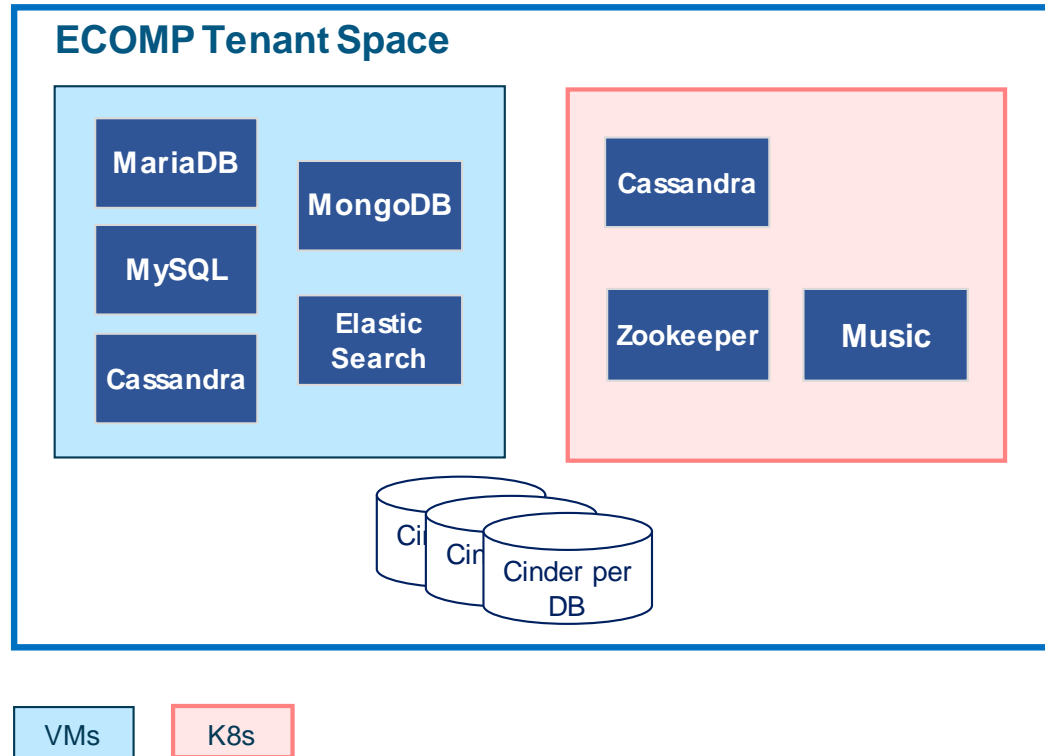 ECOMP Tenant Space
MariaDB
MySQL
Cassandra
MongoDB
Elastic
Search
Cassandra
Zookeeper
Music
Cinder per
DB
VMs
K8s